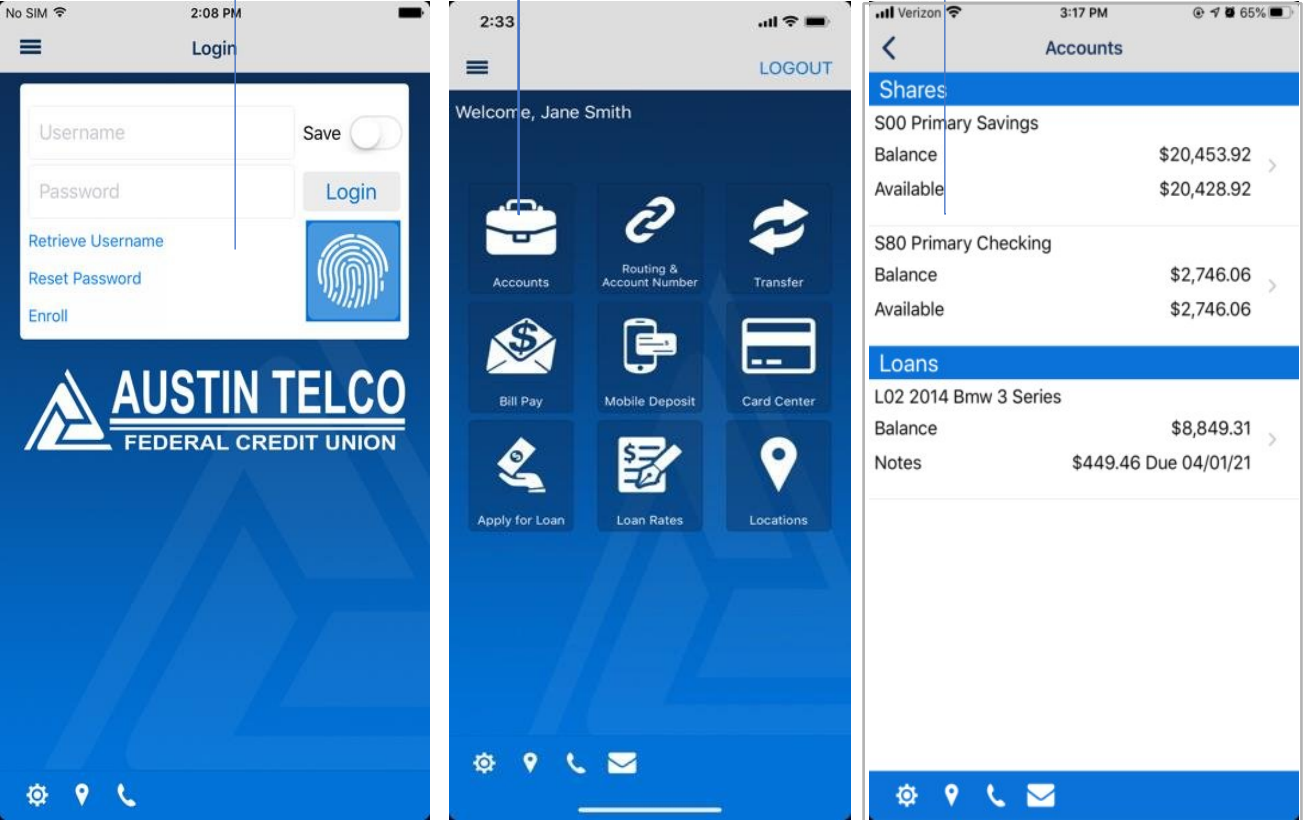 No SIM 2:08 PM
Login
Username
Save
Password
Login
Retrieve Username
Reset Password
Enroll
AUSTIN TELCO
FEDERAL CREDIT UNION
2:33
LOGOUT
Welcome, Jane Smith
Accounts
Routing &
Account Number
Transfer
Bill Pay
Mobile Deposit
Card Center
Apply for Loan
Loan Rates
Locations
Verizon 3:17 PM 65%
Accounts
Shares
S00 Primary Savings
Balance $20,453.92
Available $20,428.92
S80 Primary Checking
Balance $2,746.06
Available $2,746.06
Loans
L02 2014 Bmw 3 Series
Balance $8,849.31
Notes $449.46 Due 04/01/21